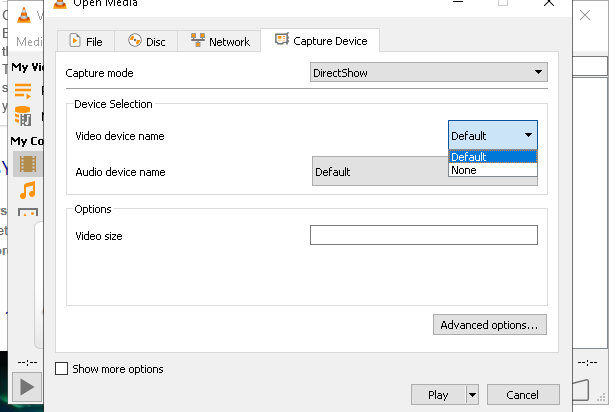 Open Media
Medi
File
Disc
Network
Capture Device
My Vi
Capture mode
DirectShow
Device Selection
Video device name
Default
Default
None
My Co
Audio device name
Default
Options
Video size
Advanced options...
--:--
--:--
Show more options
Play
Cancel